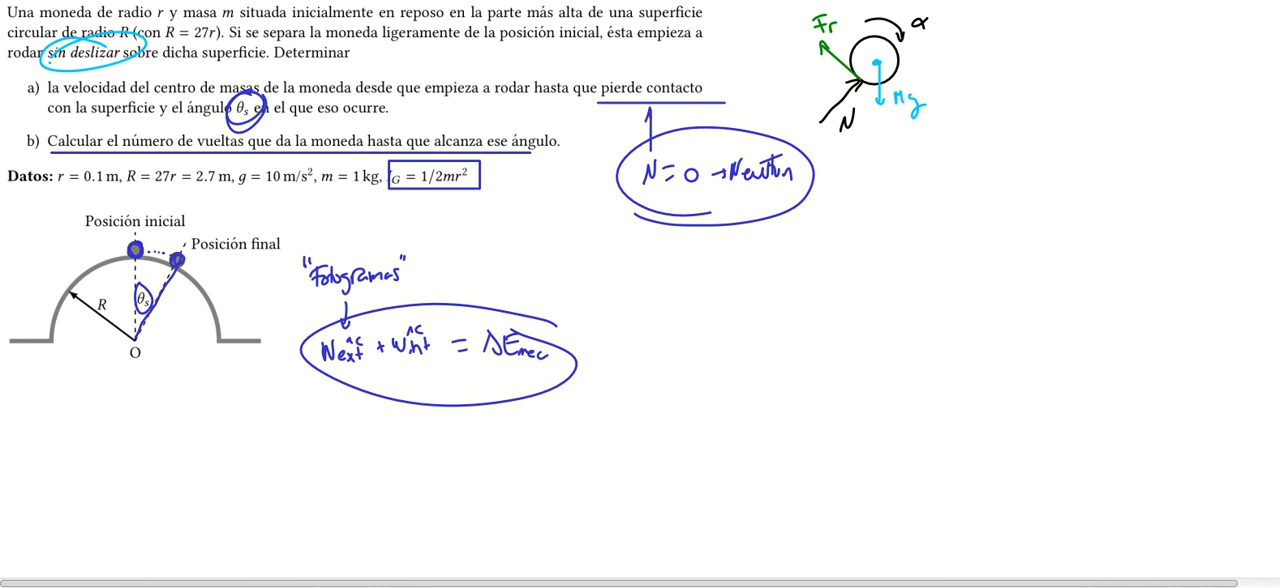 Una moneda de radio r y masa m situada inicialmente en reposo en la parte más alta de una superficie
circular de radio R (con R = 27r). Si se separa la moneda ligeramente de la posición inicial, ésta empieza a
rodar sin deslizar sobre dicha superficie. Determinar
a) la velocidad del centro de masas de la moneda desde que empieza a rodar hasta que pierde contacto
con la superficie y el ángulo θs en el que eso ocurre.
b) Calcular el número de vueltas que da la moneda hasta que alcanza ese ángulo.
Datos: r = 0.1 m, R = 27r = 2.7 m, g = 10 m/s², m = 1 kg, IG = 1/2mr²
Fr
α
Mg
N
N = 0 → Newton
Posición inicial
Posición final
R
θs
O
"Fotogramas"
Wext^NC + Wint^NC = ΔEmec